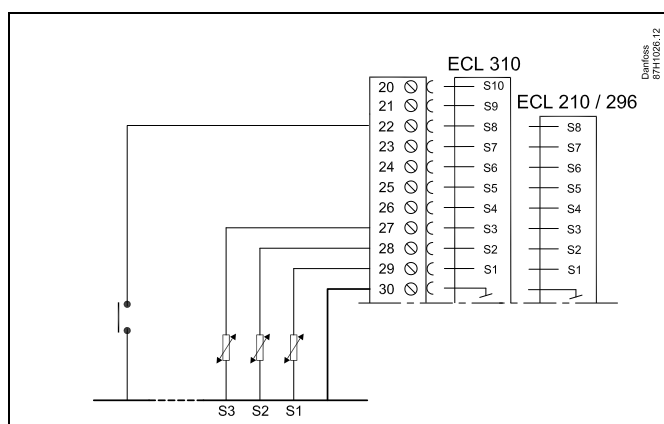 Danfoss
87H1026.12
ECL 310
ECL 210 / 296
20 S10
21 S9
22 S8 S8
23 S7 S7
24 S6 S6
25 S5 S5
26 S4 S4
27 S3 S3
28 S2 S2
29 S1 S1
30
S3 S2 S1